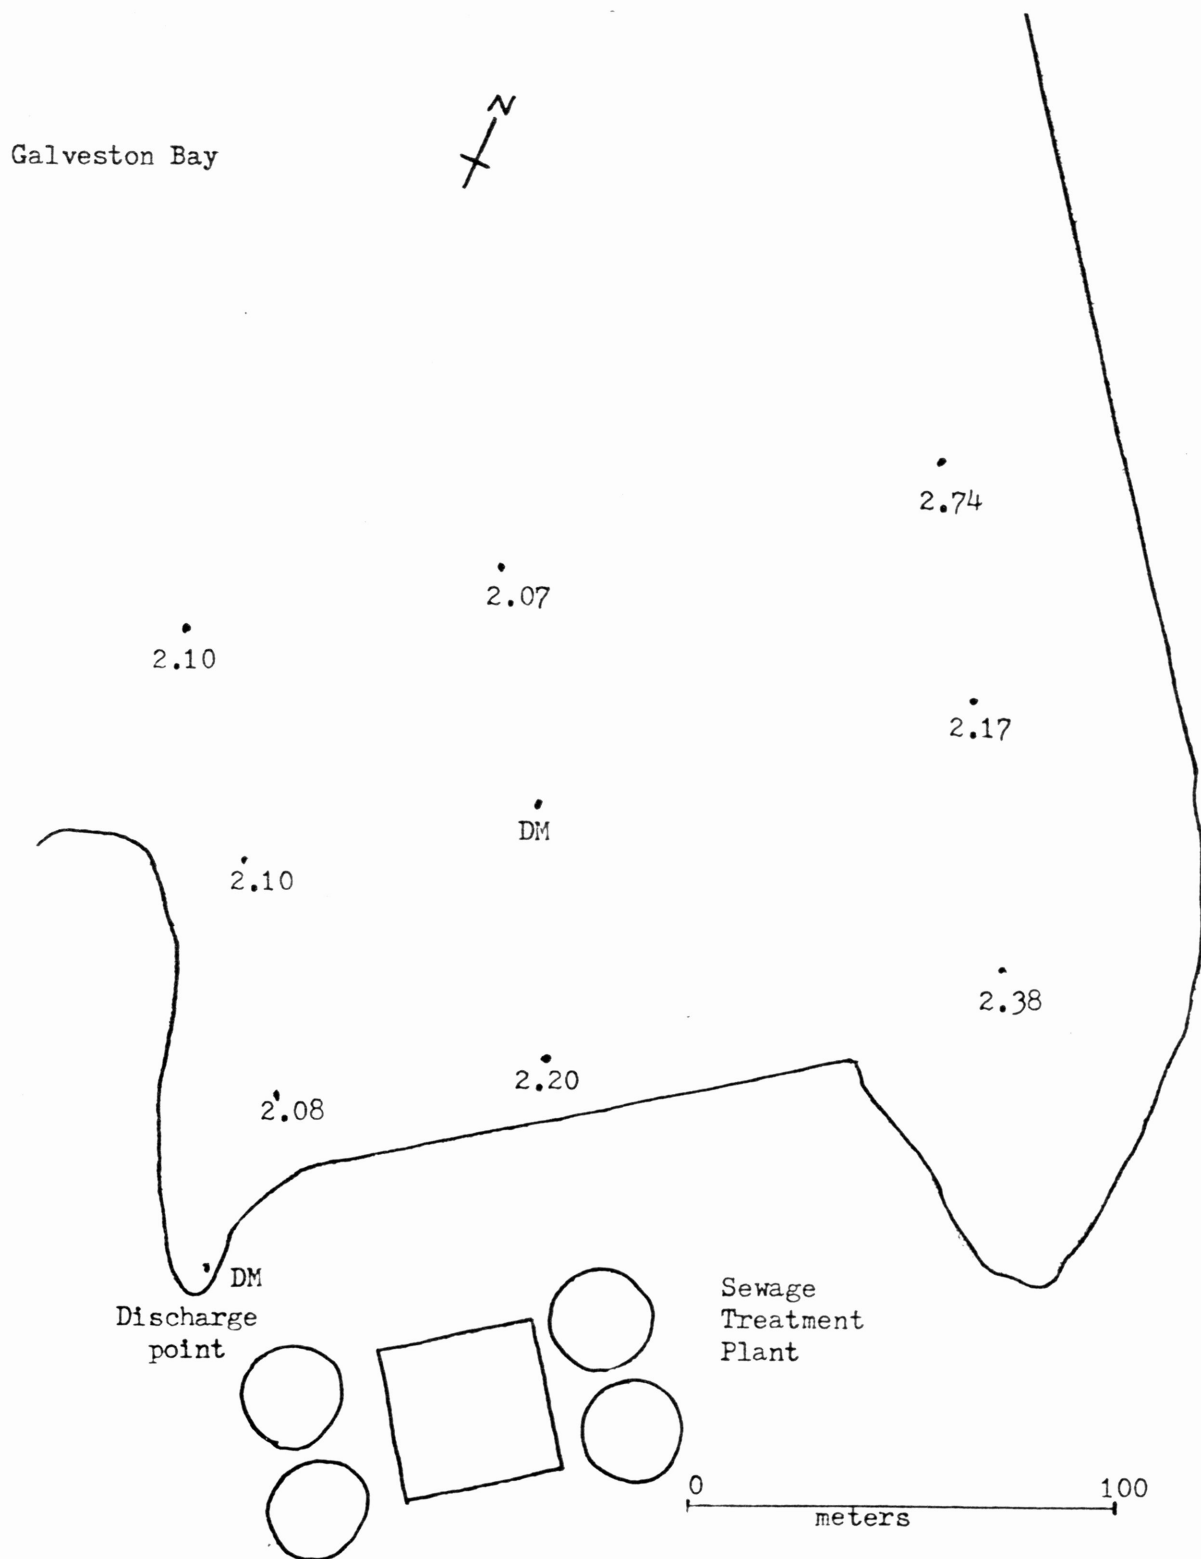 N
Galveston Bay
2.74
2.07
2.10
2.17
DM
2.10
2.38
2.20
2.08
DM
Discharge
point
Sewage
Treatment
Plant
0 100
meters